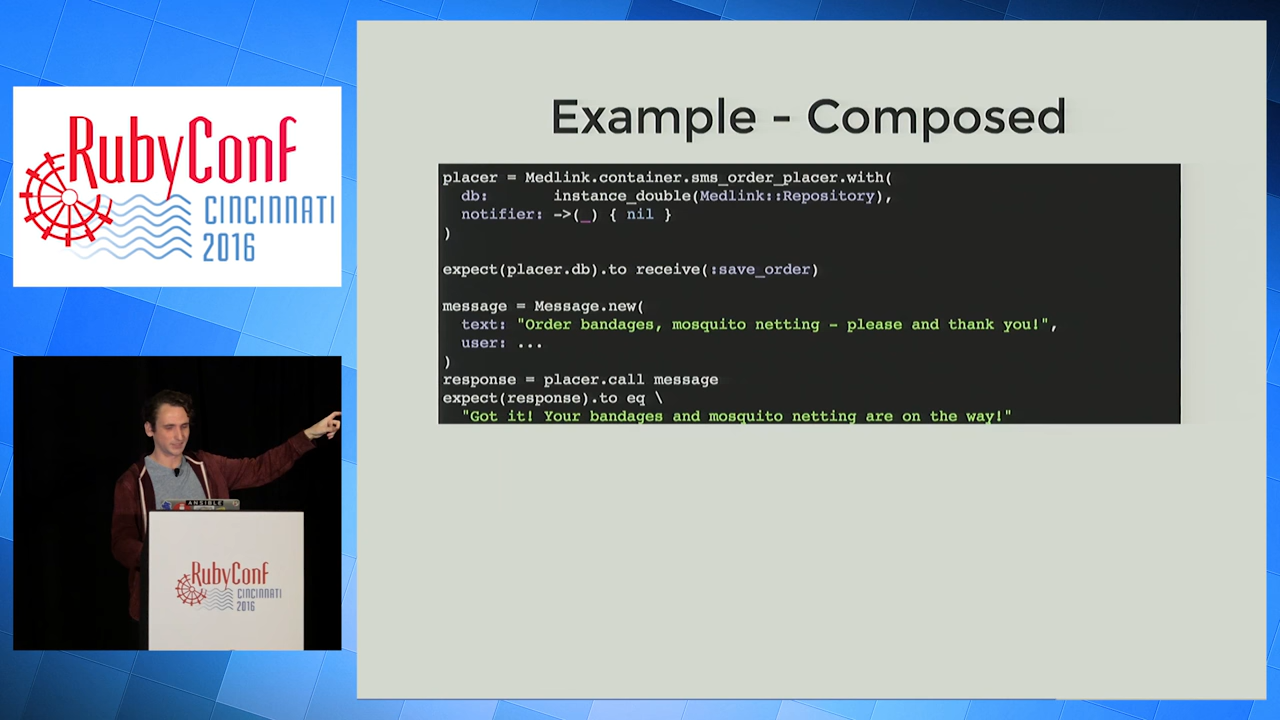 RubyConf
CINCINNATI
2016
Example - Composed
placer = Medlink.container.sms_order_placer.with(
  db:       instance_double(Medlink::Repository),
  notifier: ->(_) { nil }
)
expect(placer.db).to receive(:save_order)
message = Message.new(
  text: "Order bandages, mosquito netting - please and thank you!",
  user: ...
)
response = placer.call message
expect(response).to eq \
  "Got it! Your bandages and mosquito netting are on the way!"
ANSIBLE
RubyConf
CINCINNATI
2016